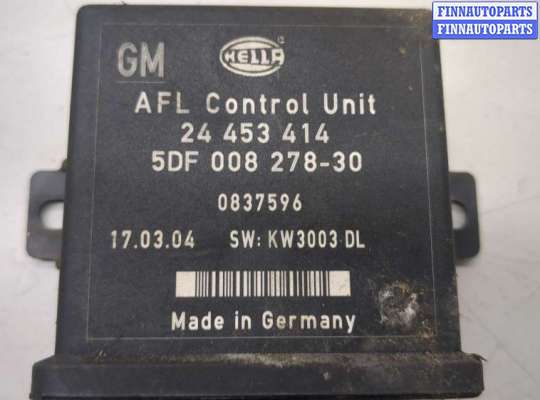 FINNAUTOPARTS
FINNAUTOPARTS
GM HELLA
AFL Control Unit
24 453 414
5DF 008 278-30
0837596
17.03.04 SW: KW3003 DL
Made in Germany